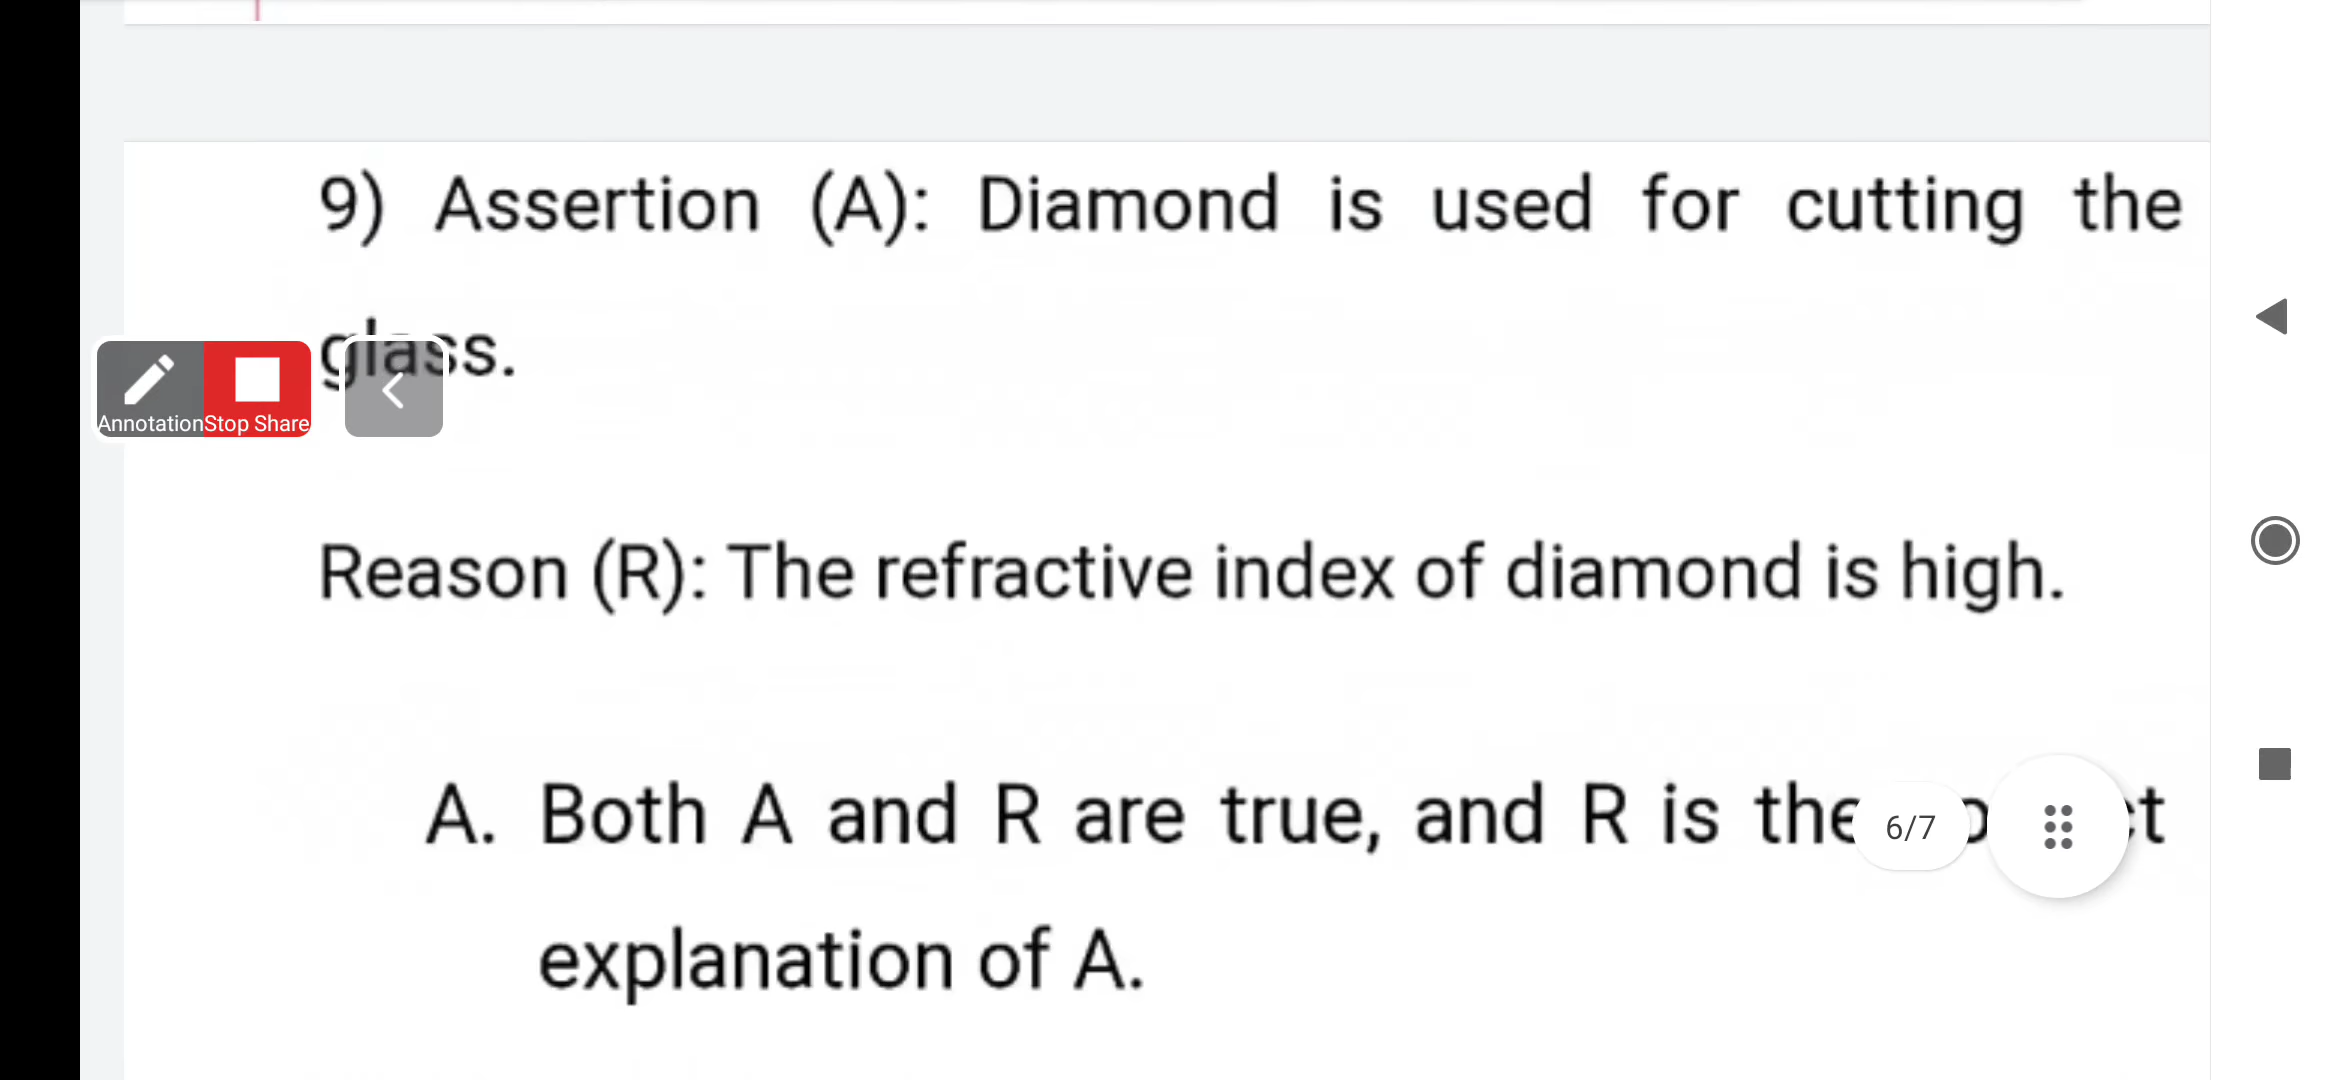 9) Assertion (A): Diamond is used for cutting the
glass.
Annotation Stop Share
Reason (R): The refractive index of diamond is high.
A. Both A and R are true, and R is the
6/7
explanation of A.